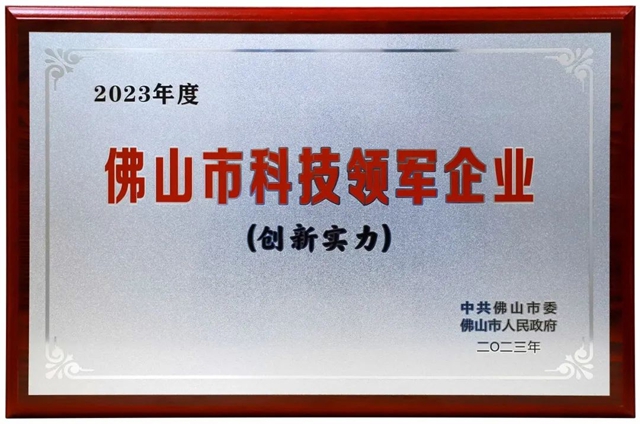 2023年度
佛山市科技领军企业
(创新实力)
中共佛山市委
佛山市人民政府
二〇二三年